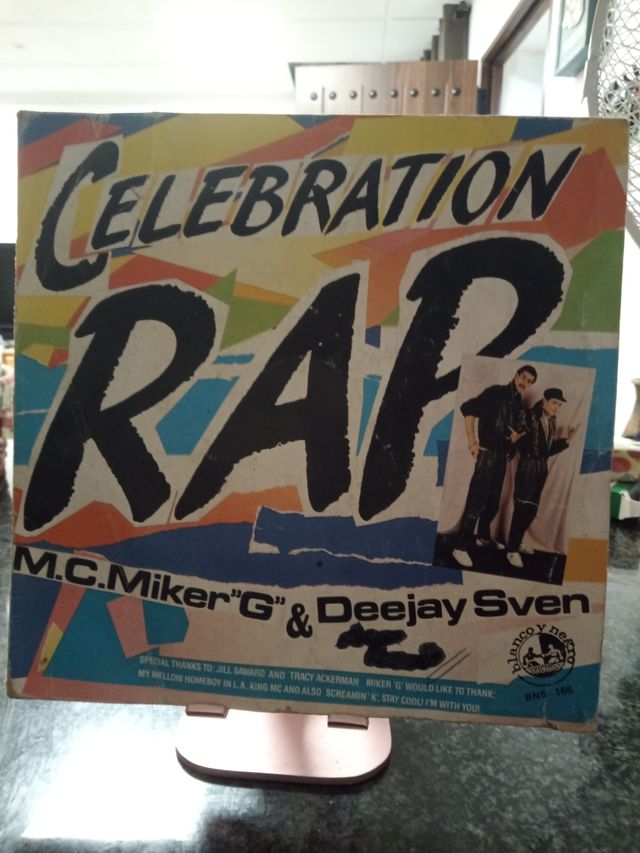 CELEBRATION
RAP
M.C.Miker"G" & Deejay Sven
SPECIAL THANKS TO: JILL SAWARD AND TRACY ACKERMAN MIKER 'G' WOULD LIKE TO THANK;
MY MELLOW HOMEBOY IN L.A. KING MC AND ALSO SCREAMIN' 'K', STAY COOL! I'M WITH YOU!!
blanco y negro
MUSIC
BNS - 165